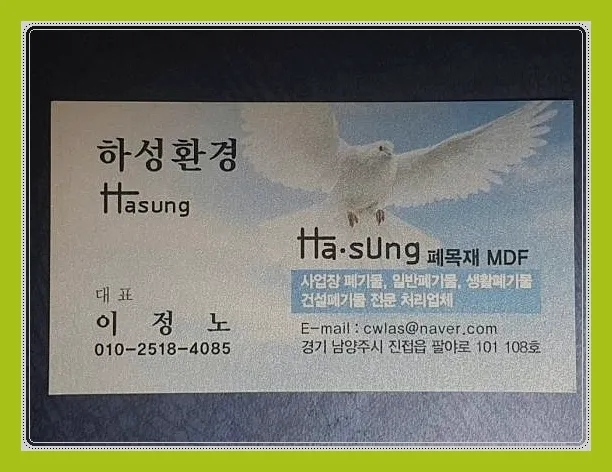 하성환경
Hasung
Ha·sung 폐목재 MDF
사업장 폐기물, 일반폐기물, 생활폐기물
건설폐기물 전문 처리업체
대표
이 정 노
010-2518-4085
E-mail : cwlas@naver.com
경기 남양주시 진접읍 팔야로 101 108호